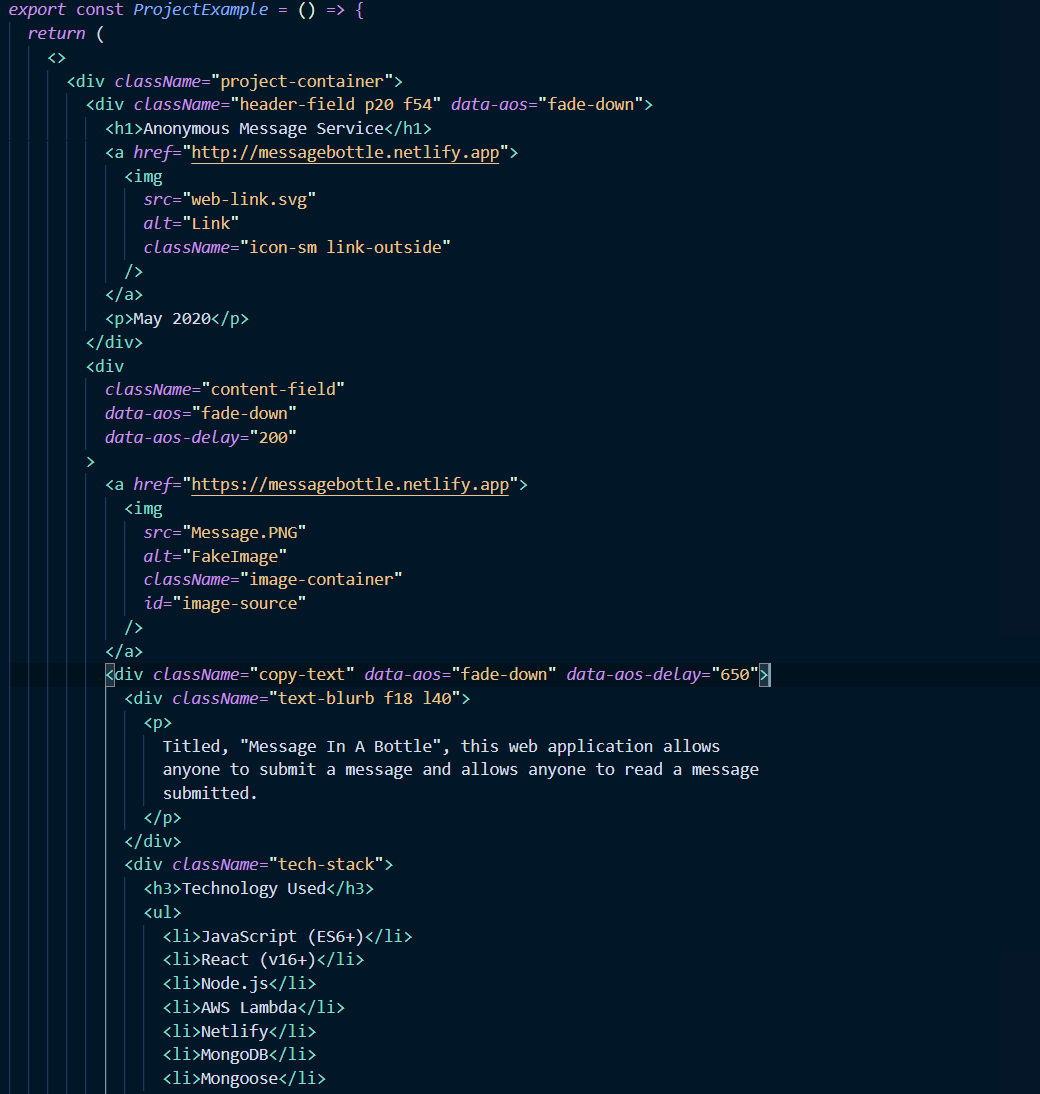 export const ProjectExample = () => {
  return (
    <>
      <div className="project-container">
        <div className="header-field p20 f54" data-aos="fade-down">
          <h1>Anonymous Message Service</h1>
          <a href="http://messagebottle.netlify.app">
            <img
              src="web-link.svg"
              alt="Link"
              className="icon-sm link-outside"
            />
          </a>
          <p>May 2020</p>
        </div>
        <div
          className="content-field"
          data-aos="fade-down"
          data-aos-delay="200"
        >
          <a href="https://messagebottle.netlify.app">
            <img
              src="Message.PNG"
              alt="FakeImage"
              className="image-container"
              id="image-source"
            />
          </a>
          <div className="copy-text" data-aos="fade-down" data-aos-delay="650">
            <div className="text-blurb f18 l40">
              <p>
                Titled, "Message In A Bottle", this web application allows
                anyone to submit a message and allows anyone to read a message
                submitted.
              </p>
            </div>
            <div className="tech-stack">
              <h3>Technology Used</h3>
              <ul>
                <li>JavaScript (ES6+)</li>
                <li>React (v16+)</li>
                <li>Node.js</li>
                <li>AWS Lambda</li>
                <li>Netlify</li>
                <li>MongoDB</li>
                <li>Mongoose</li>